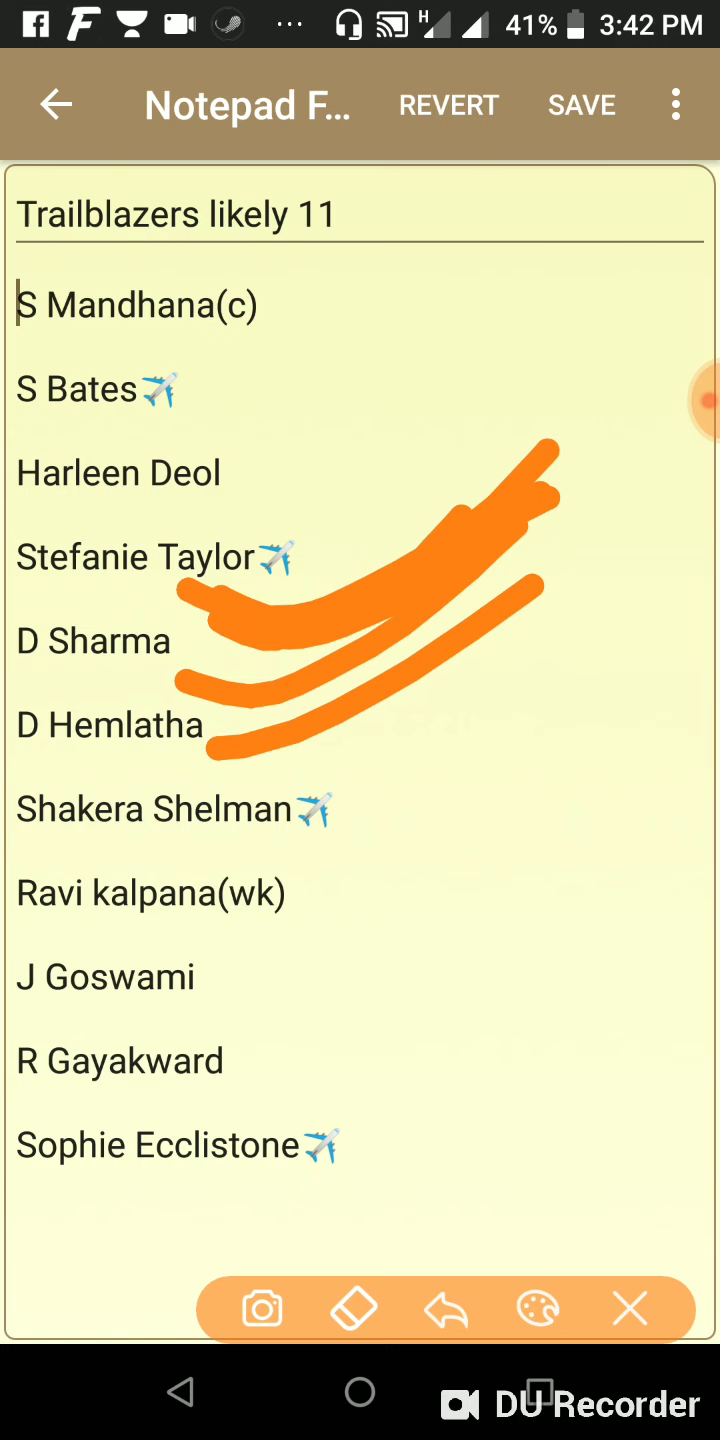 41% 3:42 PM
Notepad F... REVERT SAVE
Trailblazers likely 11
S Mandhana(c)
S Bates✈️
Harleen Deol
Stefanie Taylor✈️
D Sharma
D Hemlatha
Shakera Shelman✈️
Ravi kalpana(wk)
J Goswami
R Gayakward
Sophie Ecclistone✈️
DU Recorder